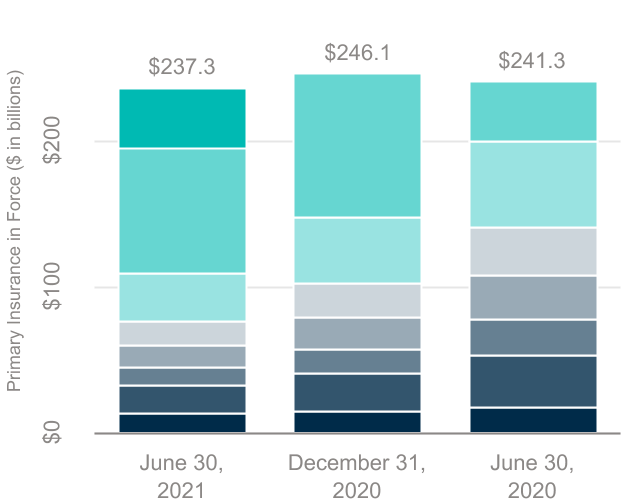 $237.3
$246.1
$241.3
Primary Insurance in Force ($ in billions)
$200
$100
$0
June 30,
2021
December 31,
2020
June 30,
2020